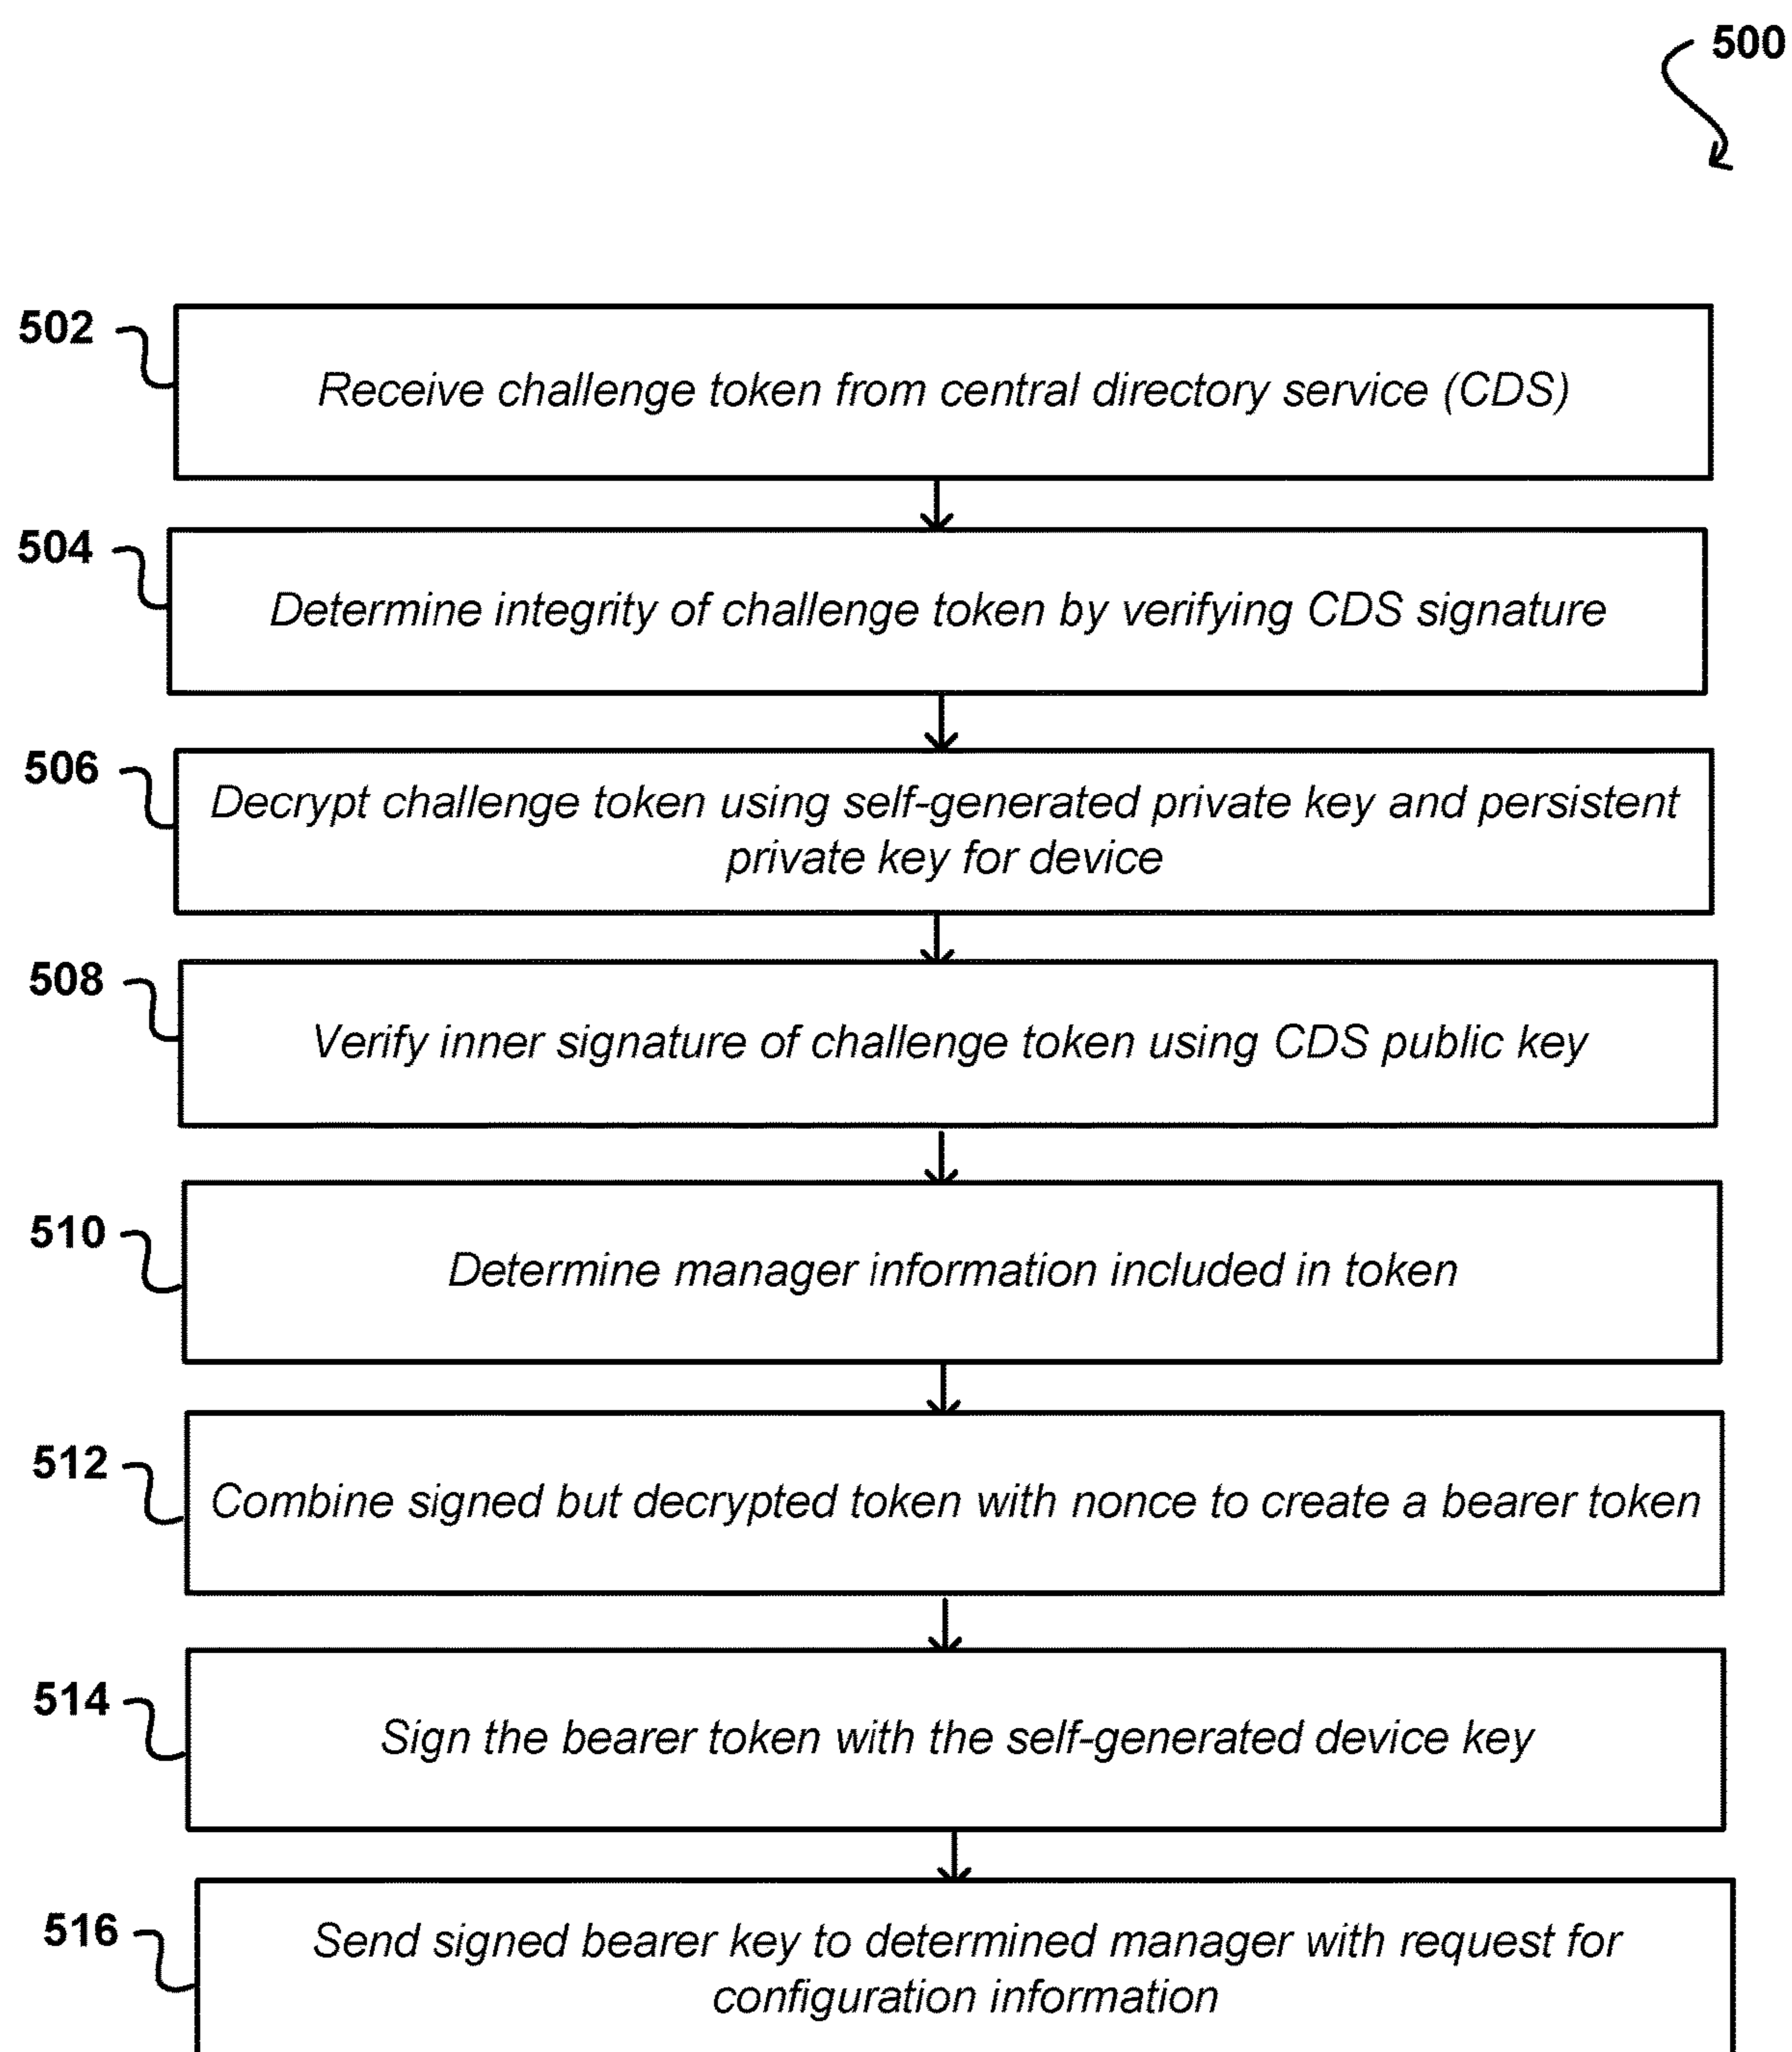 500
502
Receive challenge token from central directory service (CDS)
504
Determine integrity of challenge token by verifying CDS signature
506
Decrypt challenge token using self-generated private key and persistent
private key for device
508
Verify inner signature of challenge token using CDS public key
510
Determine manager information included in token
512
Combine signed but decrypted token with nonce to create a bearer token
514
Sign the bearer token with the self-generated device key
516
Send signed bearer key to determined manager with request for
configuration information